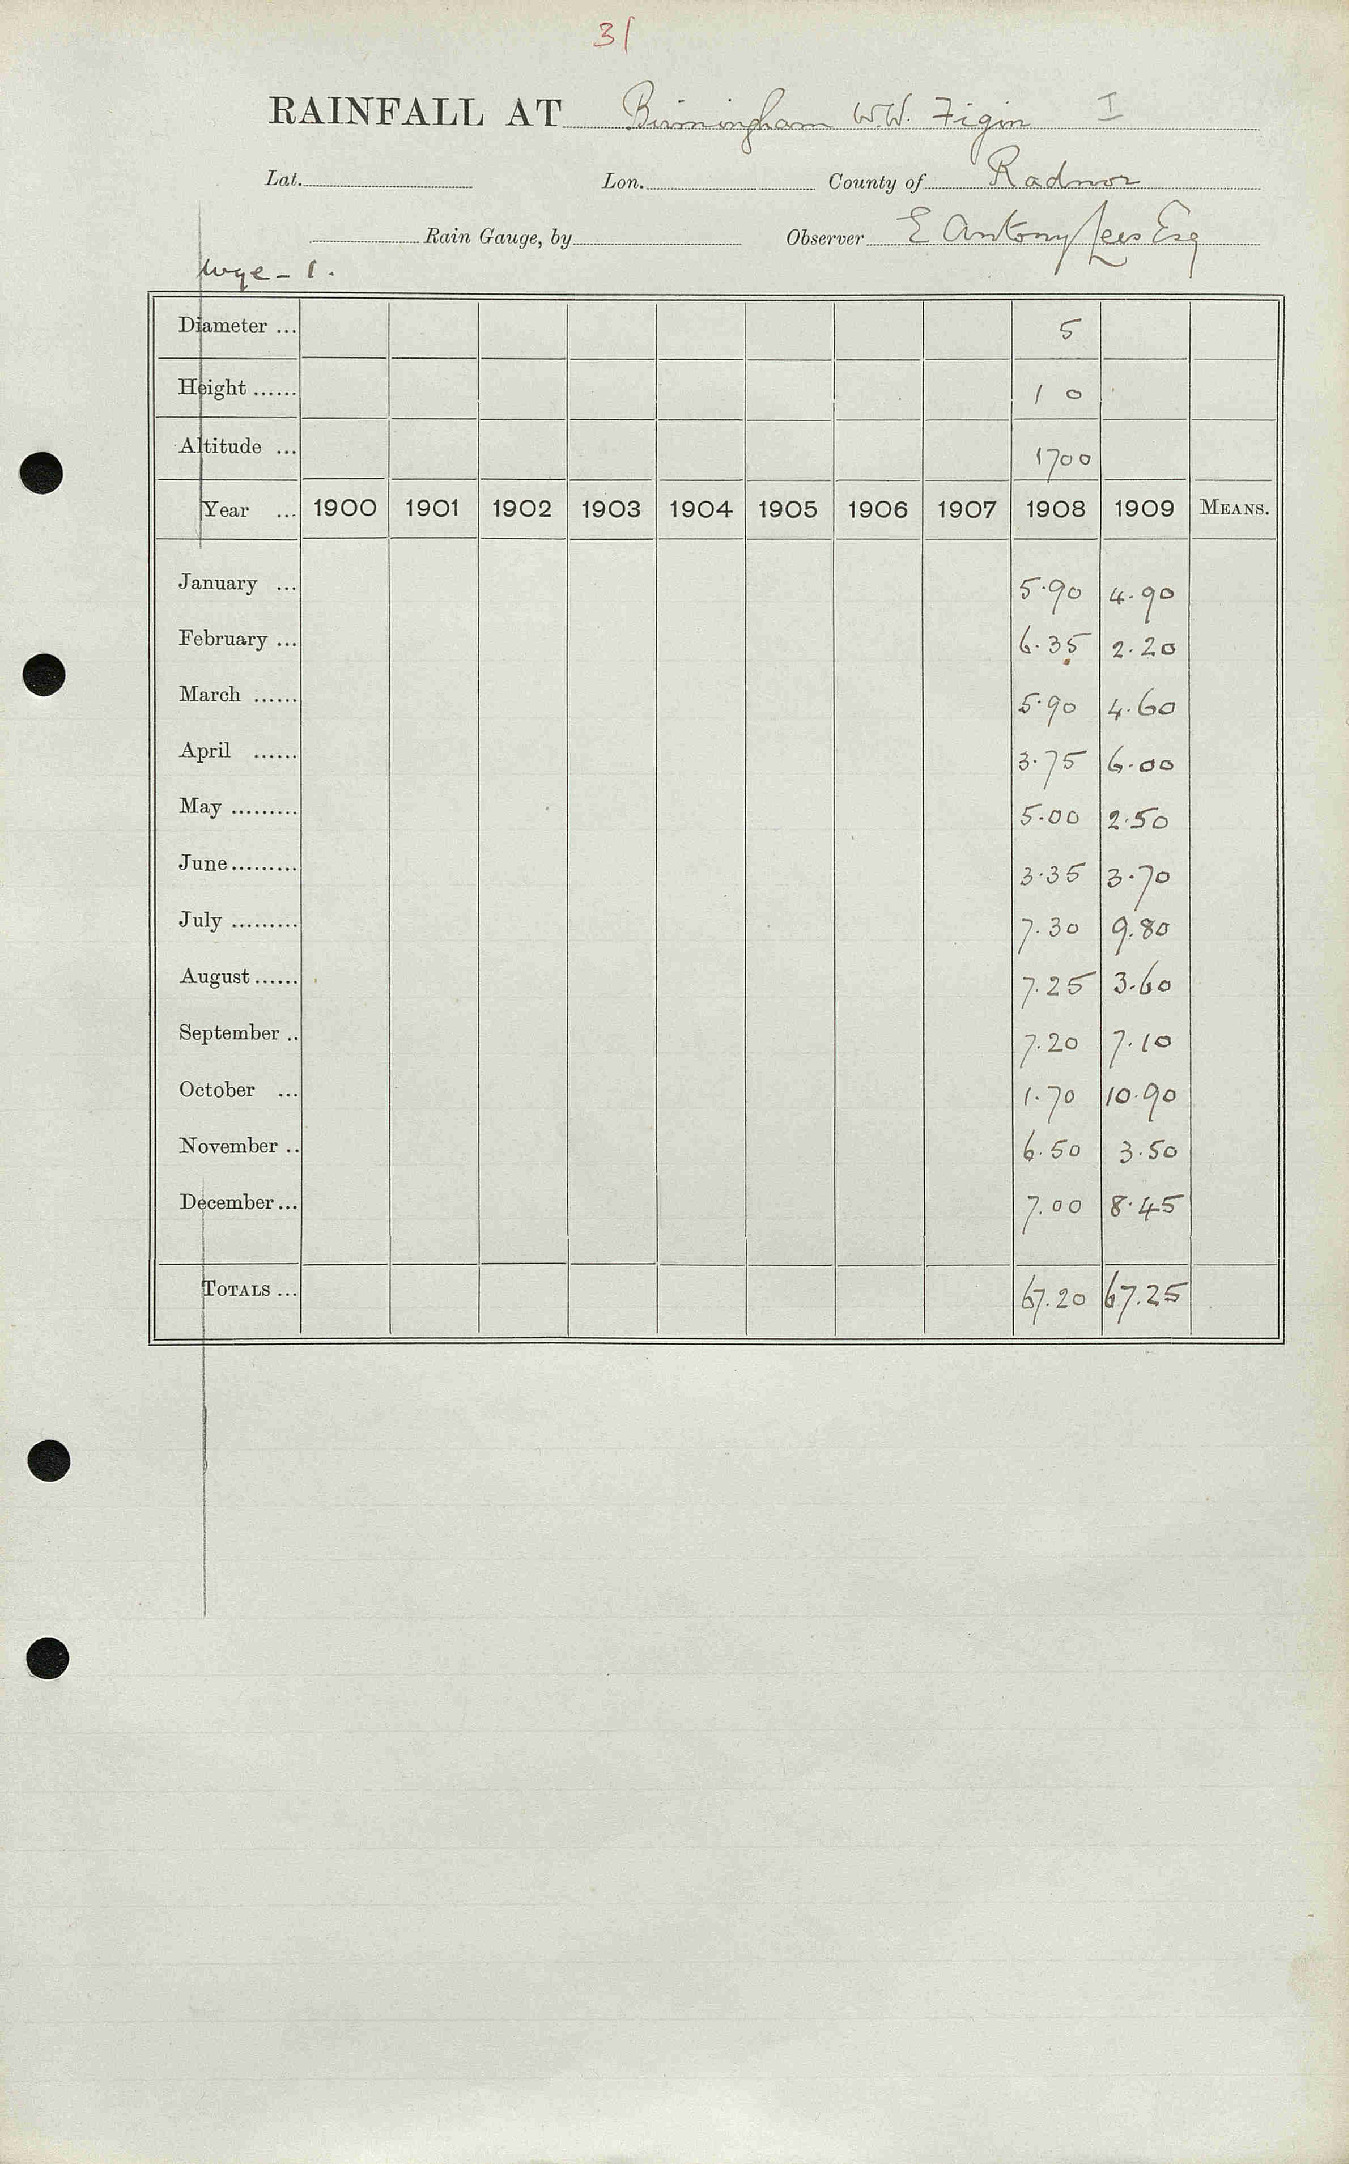 31
RAINFALL AT Birmingham W.W. Figin I
Lat. Lon. County of Radnor
Rain Gauge, by Observer E Antony Lees Esq
Wye - 1.
Diameter ... 5
Height ...... 1 0
Altitude ... 1700
Year ... 1900 1901 1902 1903 1904 1905 1906 1907 1908 1909 MEANS.
January ... 5.90 4.90
February ... 6.35 2.20
March ...... 5.90 4.60
April ...... 3.75 6.00
May ......... 5.00 2.50
June ......... 3.35 3.70
July ......... 7.30 9.80
August ...... 7.25 3.60
September .. 7.20 7.10
October ... 1.70 10.90
November .. 6.50 3.50
December ... 7.00 8.45
TOTALS ... 67.20 67.25